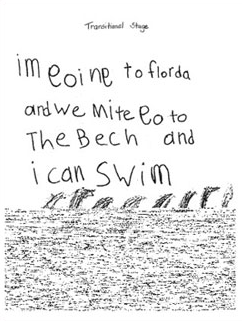 Transitional Stage
im eoine to florda
and we Mite eo to
The Bech and
i can SWim